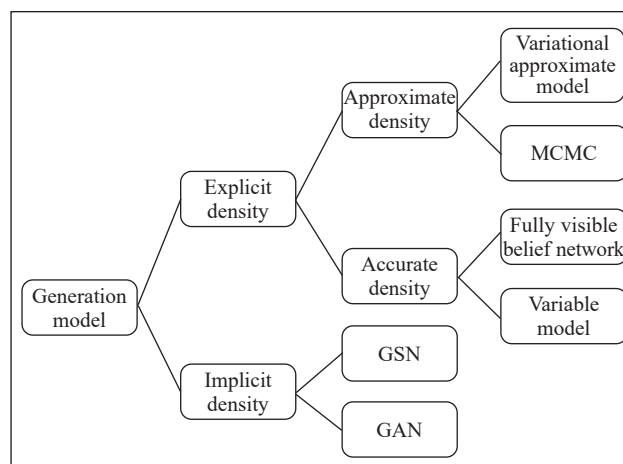 Generation
model
Explicit
density
Implicit
density
Approximate
density
Accurate
density
GSN
GAN
Variational
approximate
model
MCMC
Fully visible
belief network
Variable
model